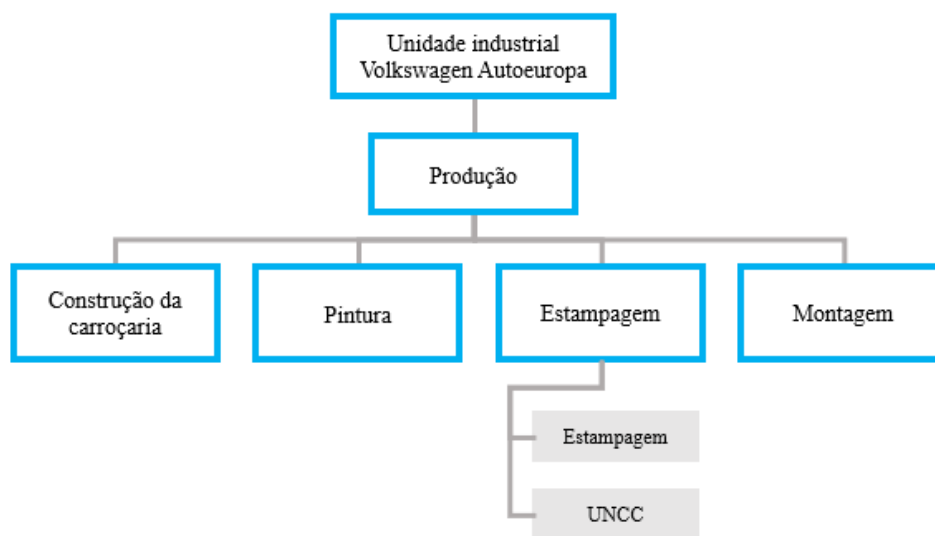 Unidade industrial
Volkswagen Autoeuropa
Produção
Construção da
carroçaria
Pintura
Estampagem
Montagem
Estampagem
UNCC